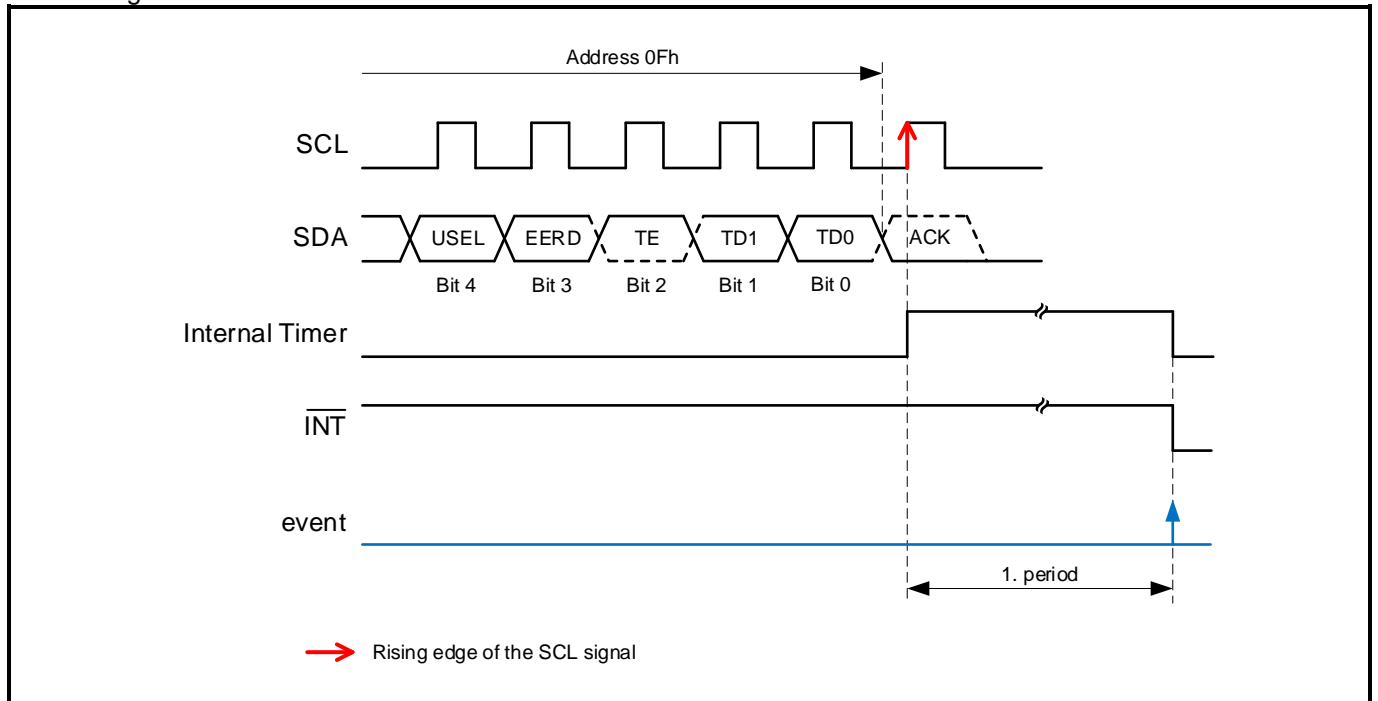 Address 0Fh
SCL
SDA
USEL
EERD
TE
TD1
TD0
ACK
Bit 4
Bit 3
Bit 2
Bit 1
Bit 0
Internal Timer
INT
event
1. period
Rising edge of the SCL signal